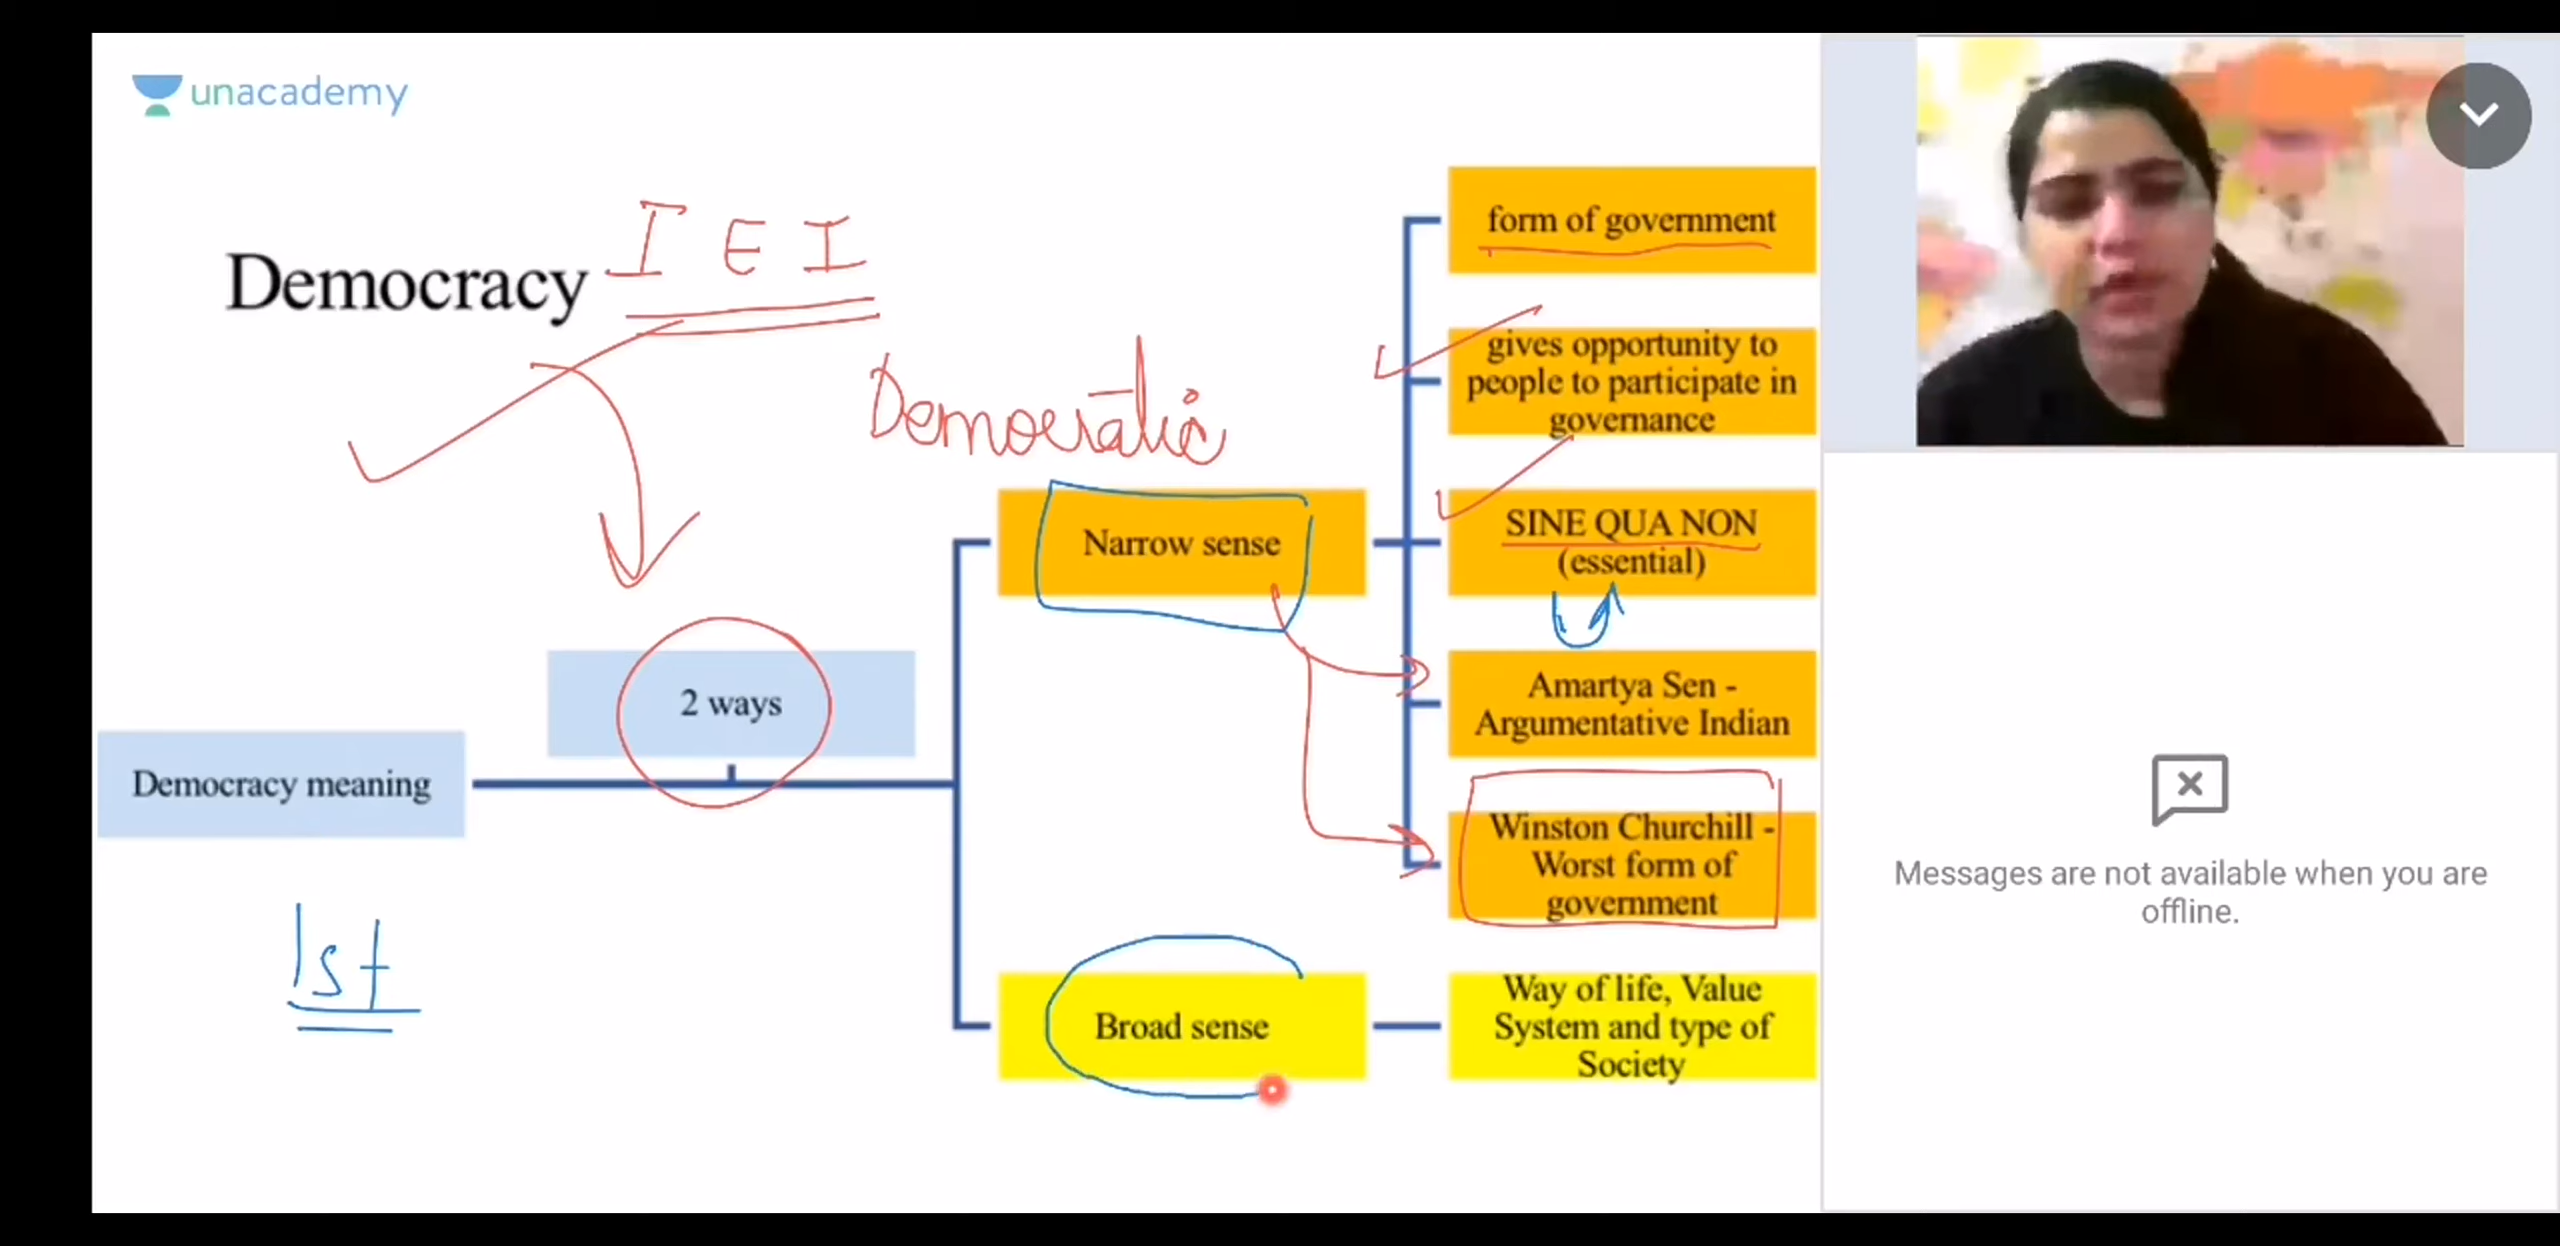 unacademy
Democracy
I E I
Democratic
form of government
gives opportunity to
people to participate in
governance
Narrow sense
SINE QUA NON
(essential)
2 ways
Amartya Sen -
Argumentative Indian
Democracy meaning
Winston Churchill -
Worst form of
government
1st
Broad sense
Way of life, Value
System and type of
Society
Messages are not available when you are
offline.